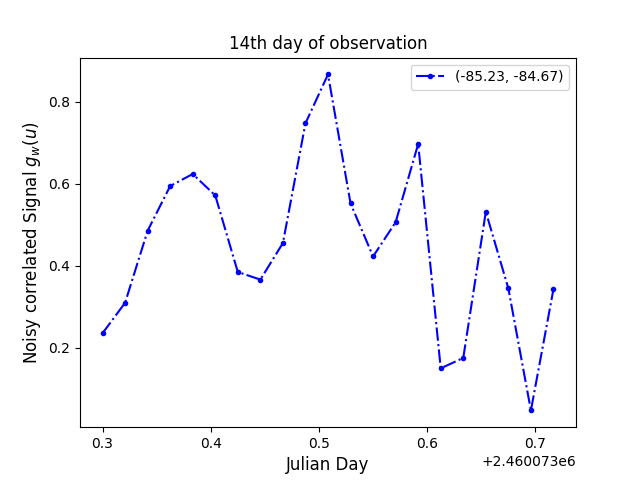 14th day of observation
(-85.23, -84.67)
Noisy correlated Signal g_w(u)
0.8
0.6
0.4
0.2
0.3 0.4 0.5 0.6 0.7
Julian Day
+2.460073e6